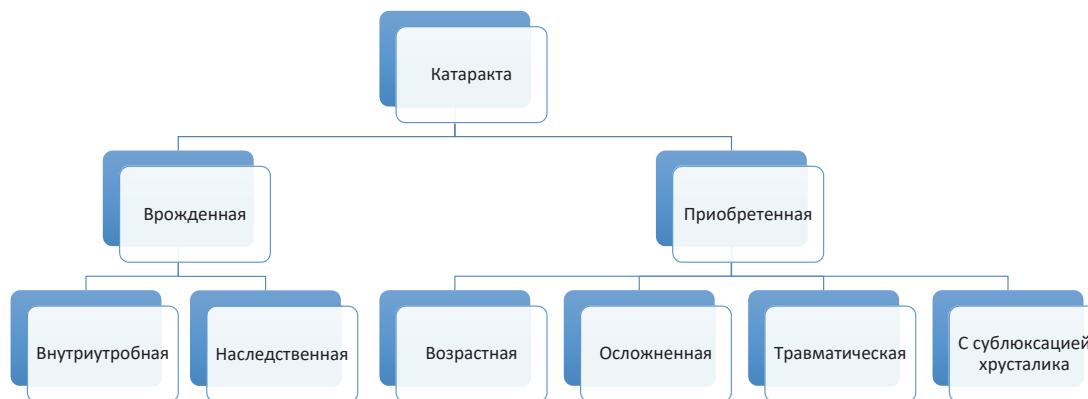 Катаракта
Врожденная
Приобретенная
Внутриутробная
Наследственная
Возрастная
Осложненная
Травматическая
С сублюксацией
хрусталика